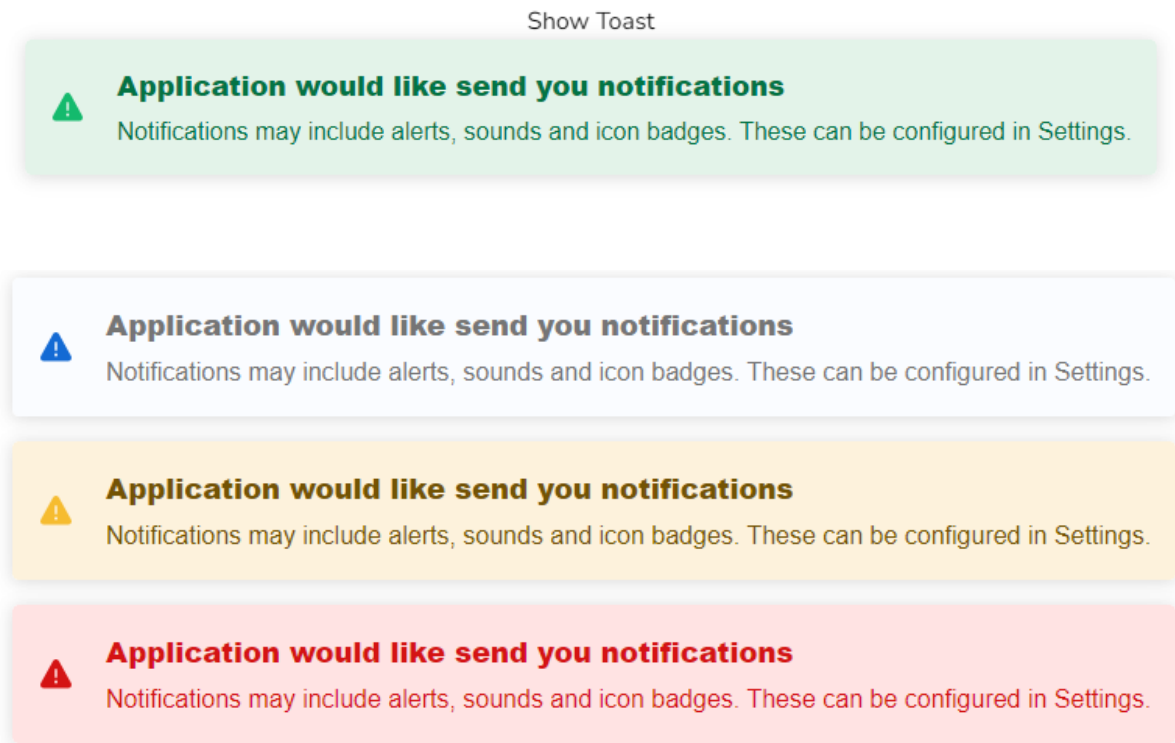 Show Toast
Application would like send you notifications
Notifications may include alerts, sounds and icon badges. These can be configured in Settings.
Application would like send you notifications
Notifications may include alerts, sounds and icon badges. These can be configured in Settings.
Application would like send you notifications
Notifications may include alerts, sounds and icon badges. These can be configured in Settings.
Application would like send you notifications
Notifications may include alerts, sounds and icon badges. These can be configured in Settings.